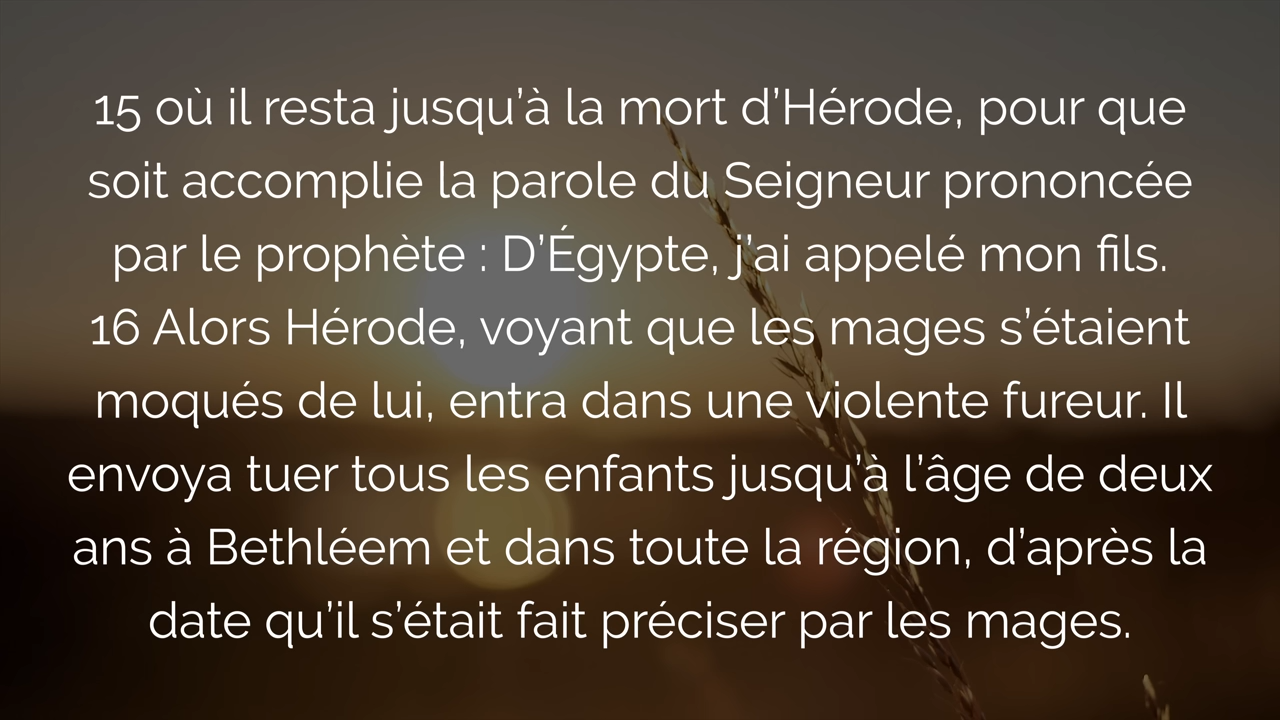 15 où il resta jusqu’à la mort d’Hérode, pour que
soit accomplie la parole du Seigneur prononcée
par le prophète : D’Égypte, j’ai appelé mon fils.
16 Alors Hérode, voyant que les mages s’étaient
moqués de lui, entra dans une violente fureur. Il
envoya tuer tous les enfants jusqu’à l’âge de deux
ans à Bethléem et dans toute la région, d’après la
date qu’il s’était fait préciser par les mages.